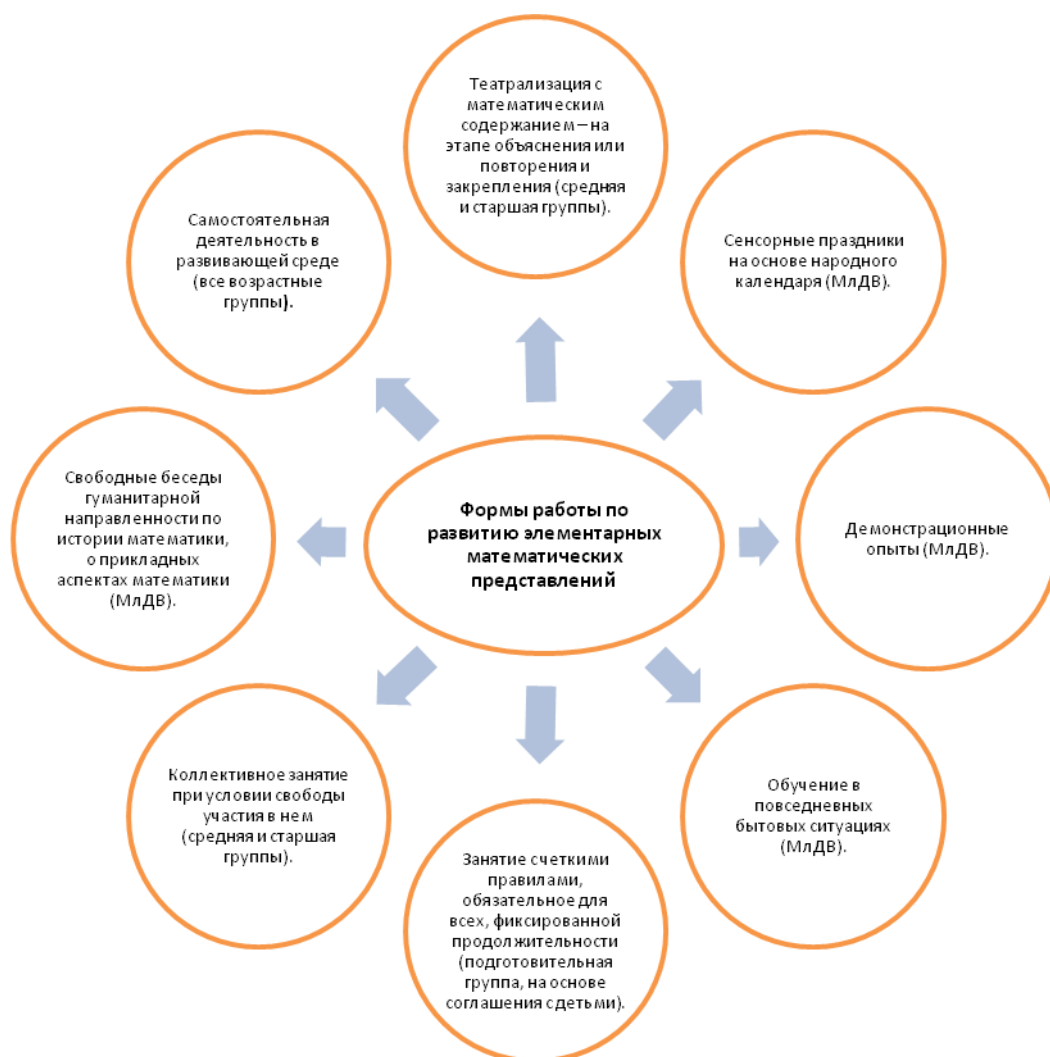 Театрализация с
математическим
содержанием – на
этапе объяснения или
повторения и
закрепления (средняя
и старшая группы).
Сенсорные праздники
на основе народного
календаря (МлДВ).
Демонстрационные
опыты (МлДВ).
Обучение в
повседневных
бытовых ситуациях
(МлДВ).
Занятие с четкими
правилами,
обязательное для
всех, фиксированной
продолжительности
(подготовительная
группа, на основе
соглашения с детьми).
Коллективное занятие
при условии свободы
участия в нем
(средняя и старшая
группы).
Свободные беседы
гуманитарной
направленности по
истории математики,
о прикладных
аспектах математики
(МлДВ).
Самостоятельная
деятельность в
развивающей среде
(все возрастные
группы).
Формы работы по
развитию элементарных
математических
представлений